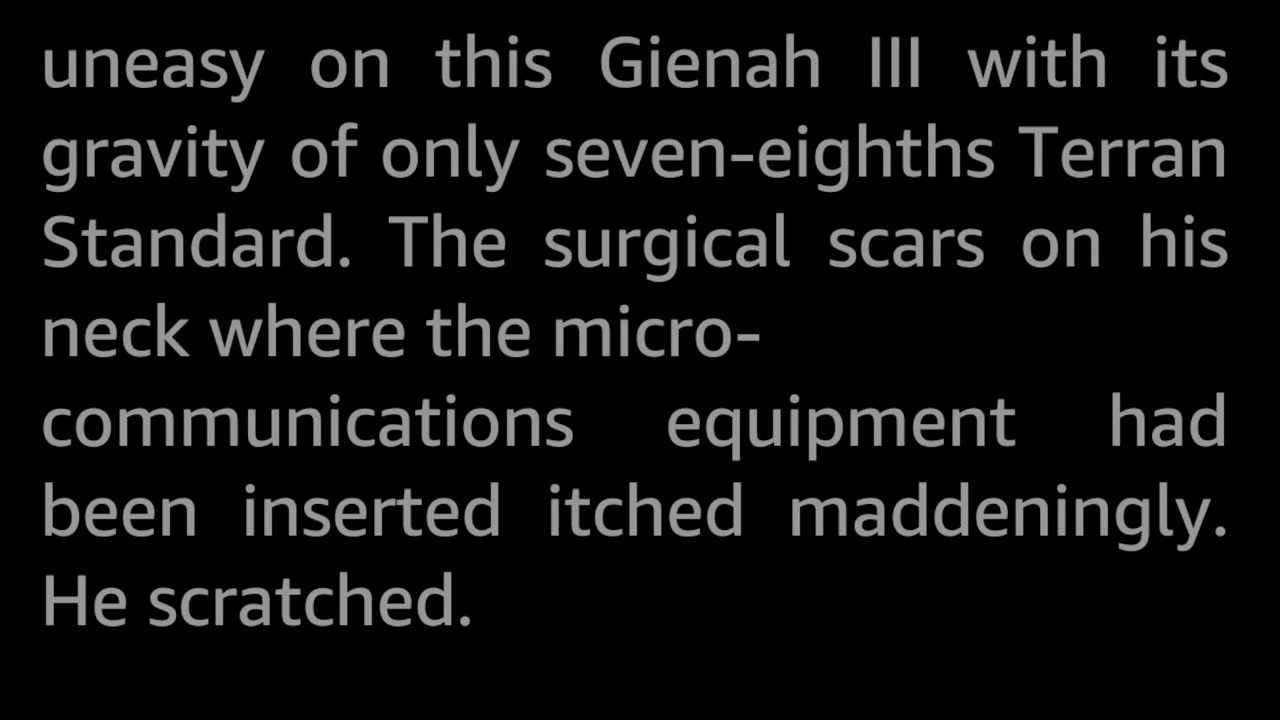 uneasy on this Gienah III with its
gravity of only seven-eighths Terran
Standard. The surgical scars on his
neck where the micro-
communications equipment had
been inserted itched maddeningly.
He scratched.